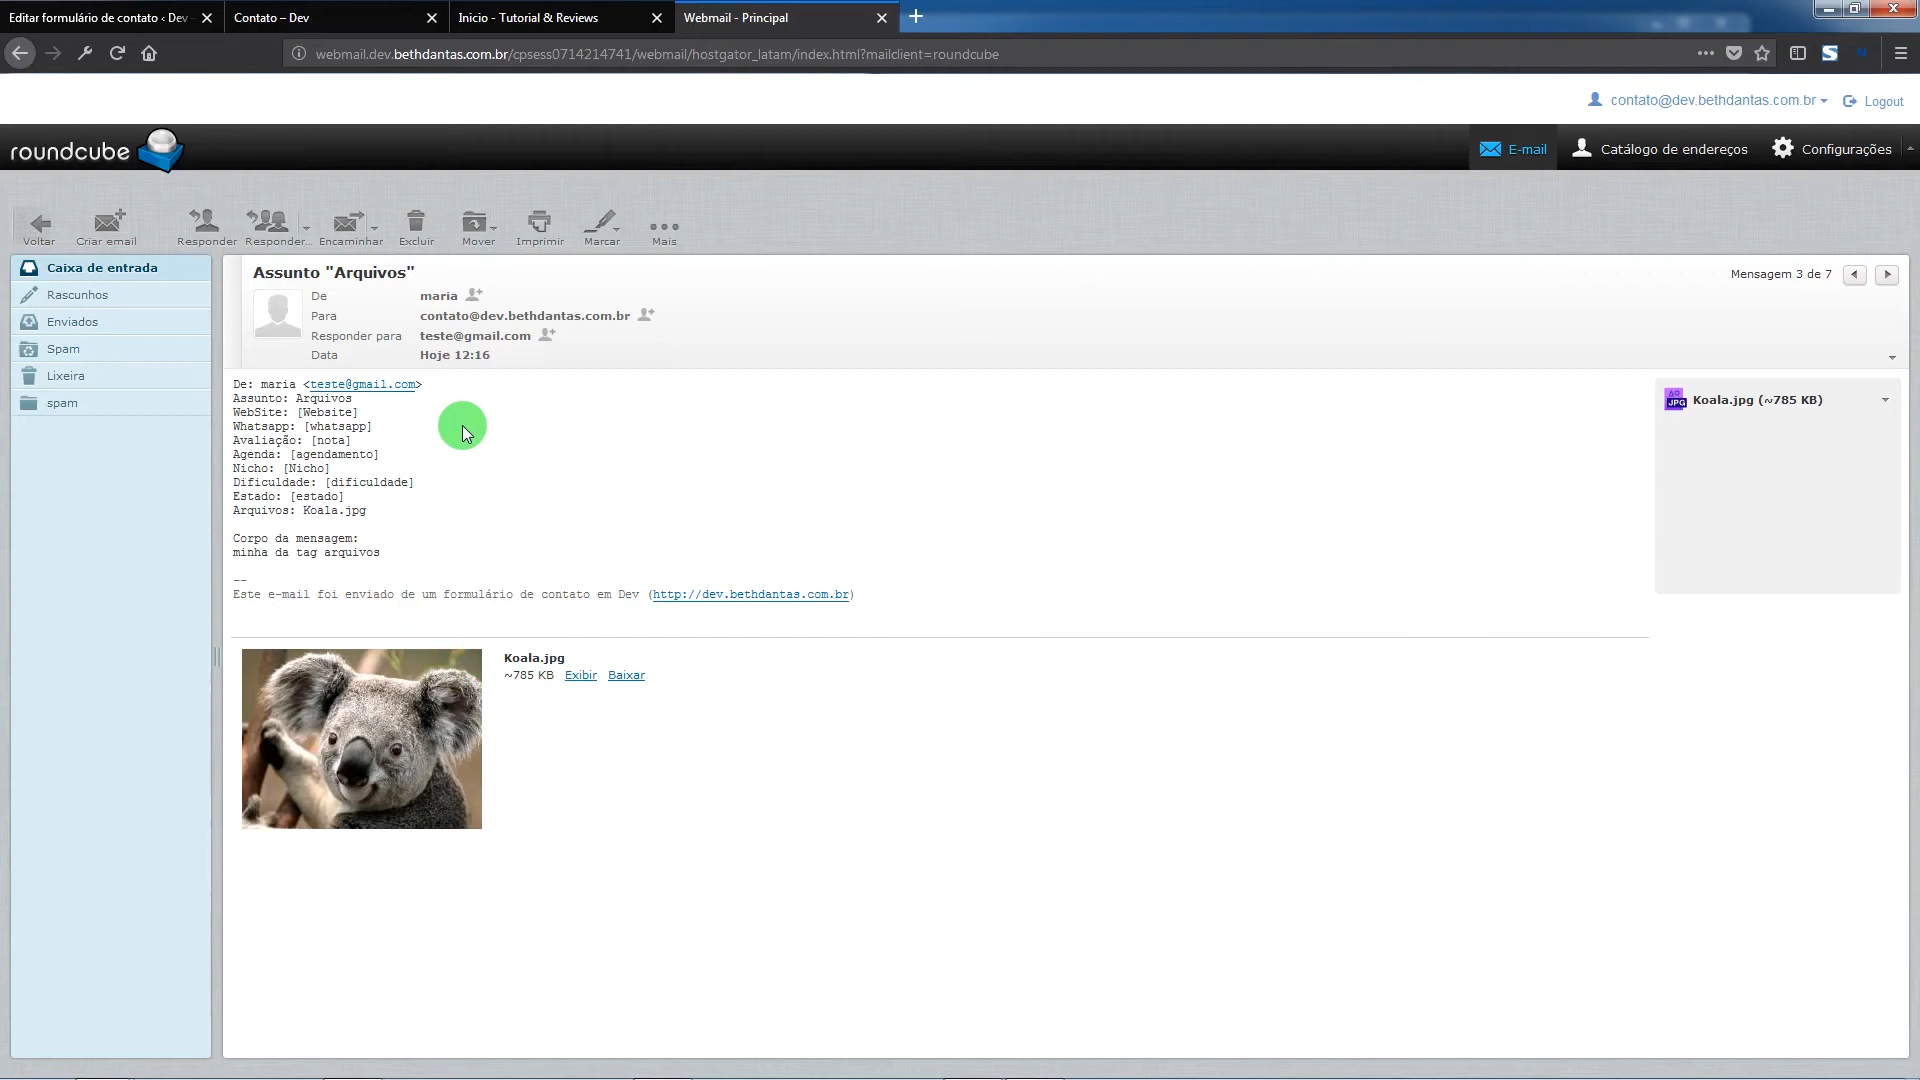 Editar formulário de contato ‹ Dev
Contato – Dev
Inicio - Tutorial & Reviews
Webmail - Principal
webmail.dev.bethdantas.com.br/cpsess0714214741/webmail/hostgator_latam/index.html?mailclient=roundcube
contato@dev.bethdantas.com.br
Logout
roundcube
E-mail
Catálogo de endereços
Configurações
Voltar
Criar email
Responder
Responder...
Encaminhar
Excluir
Mover
Imprimir
Marcar
Mais
Caixa de entrada
Rascunhos
Enviados
Spam
Lixeira
spam
Assunto "Arquivos"
Mensagem 3 de 7
De maria
Para contato@dev.bethdantas.com.br
Responder para teste@gmail.com
Data Hoje 12:16
De: maria <teste@gmail.com>
Assunto: Arquivos
WebSite: [Website]
Whatsapp: [whatsapp]
Avaliação: [nota]
Agenda: [agendamento]
Nicho: [Nicho]
Dificuldade: [dificuldade]
Estado: [estado]
Arquivos: Koala.jpg
Corpo da mensagem:
minha da tag arquivos
--
Este e-mail foi enviado de um formulário de contato em Dev (http://dev.bethdantas.com.br)
JPG
Koala.jpg (~785 KB)
Koala.jpg
~785 KB Exibir Baixar